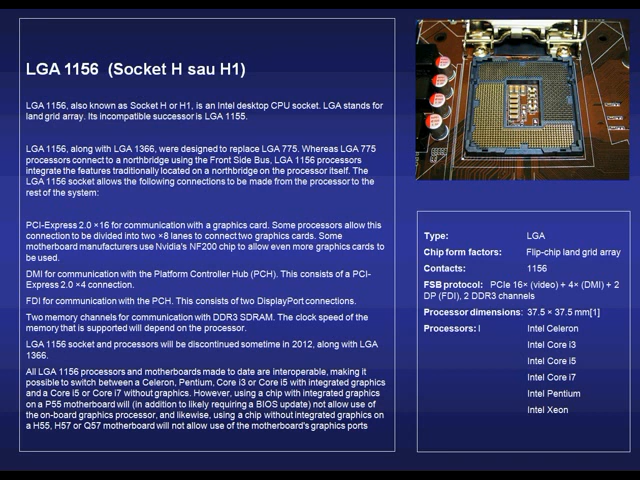 LGA 1156  (Socket H sau H1)
LGA 1156, also known as Socket H or H1, is an Intel desktop CPU socket. LGA stands for
land grid array. Its incompatible successor is LGA 1155.
LGA 1156, along with LGA 1366, were designed to replace LGA 775. Whereas LGA 775
processors connect to a northbridge using the Front Side Bus, LGA 1156 processors
integrate the features traditionally located on a northbridge on the processor itself. The
LGA 1156 socket allows the following connections to be made from the processor to the
rest of the system:
PCI-Express 2.0 ×16 for communication with a graphics card. Some processors allow this
connection to be divided into two ×8 lanes to connect two graphics cards. Some
motherboard manufacturers use Nvidia's NF200 chip to allow even more graphics cards to
be used.
DMI for communication with the Platform Controller Hub (PCH). This consists of a PCI-
Express 2.0 ×4 connection.
FDI for communication with the PCH. This consists of two DisplayPort connections.
Two memory channels for communication with DDR3 SDRAM. The clock speed of the
memory that is supported will depend on the processor.
LGA 1156 socket and processors will be discontinued sometime in 2012, along with LGA
1366.
All LGA 1156 processors and motherboards made to date are interoperable, making it
possible to switch between a Celeron, Pentium, Core i3 or Core i5 with integrated graphics
and a Core i5 or Core i7 without graphics. However, using a chip with integrated graphics
on a P55 motherboard will (in addition to likely requiring a BIOS update) not allow use of
the on-board graphics processor, and likewise, using a chip without integrated graphics on
a H55, H57 or Q57 motherboard will not allow use of the motherboard's graphics ports
Type: LGA
Chip form factors: Flip-chip land grid array
Contacts: 1156
FSB protocol: PCIe 16× (video) + 4× (DMI) + 2
DP (FDI), 2 DDR3 channels
Processor dimensions: 37.5 × 37.5 mm[1]
Processors: I Intel Celeron
Intel Core i3
Intel Core i5
Intel Core i7
Intel Pentium
Intel Xeon